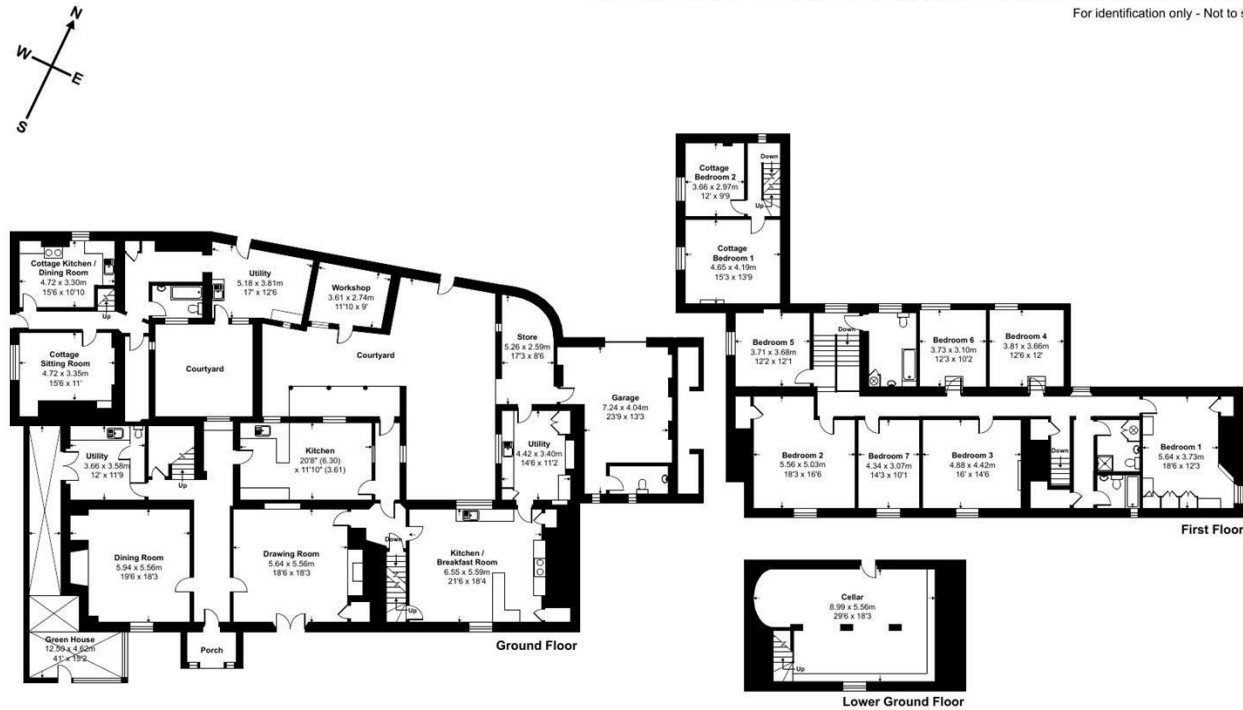 For identification only - Not to s
N
W
E
S
Cottage Kitchen /
Dining Room
4.72 x 3.30m
15'6 x 10'10
Up
Utility
5.18 x 3.81m
17' x 12'6
Workshop
3.61 x 2.74m
11'10 x 9'
Cottage
Sitting Room
4.72 x 3.35m
15'6 x 11'
Courtyard
Courtyard
Store
5.26 x 2.59m
17'3 x 8'6
Garage
7.24 x 4.04m
23'9 x 13'3
Utility
3.66 x 3.58m
12' x 11'9
Up
Kitchen
20'8" (6.30)
x 11'10" (3.61)
Utility
4.42 x 3.40m
14'6 x 11'2
Dining Room
5.94 x 5.56m
19'6 x 18'3
Drawing Room
5.64 x 5.56m
18'6 x 18'3
Down
Up
Kitchen /
Breakfast Room
6.55 x 5.59m
21'6 x 18'4
Green House
12.50 x 4.62m
41' x 15'2
Porch
Ground Floor
Cottage
Bedroom 2
3.66 x 2.97m
12' x 9'9
Down
Up
Cottage
Bedroom 1
4.65 x 4.19m
15'3 x 13'9
Bedroom 5
3.71 x 3.68m
12'2 x 12'1
Down
Bedroom 6
3.73 x 3.10m
12'3 x 10'2
Bedroom 4
3.81 x 3.66m
12'6 x 12'
Bedroom 2
5.56 x 5.03m
18'3 x 16'6
Bedroom 7
4.34 x 3.07m
14'3 x 10'1
Bedroom 3
4.88 x 4.42m
16' x 14'6
Down
Bedroom 1
5.64 x 3.73m
18'6 x 12'3
First Floor
Cellar
8.99 x 5.56m
29'6 x 18'3
Up
Lower Ground Floor